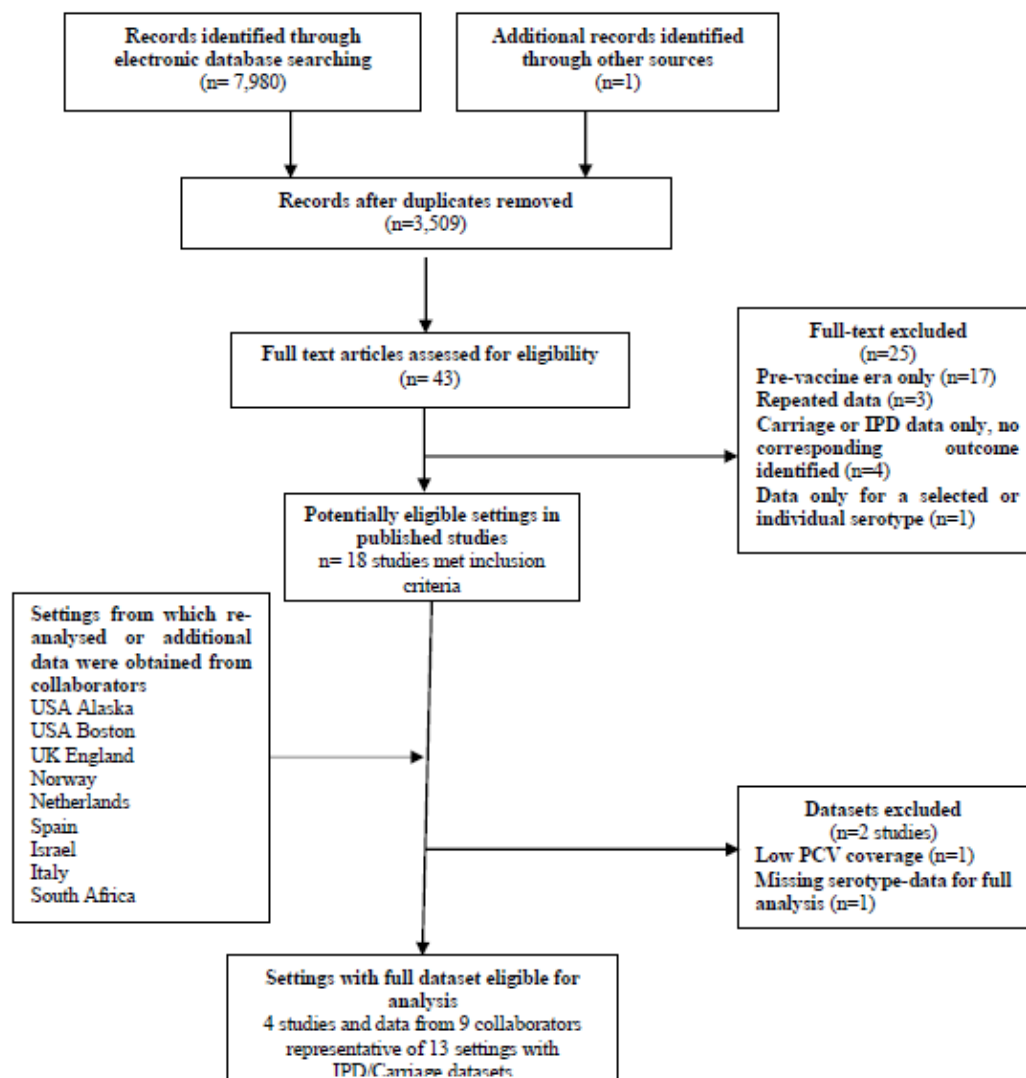 Records identified through
electronic database searching
(n= 7,980)
Additional records identified
through other sources
(n=1)
Records after duplicates removed
(n=3,509)
Full text articles assessed for eligibility
(n= 43)
Full-text excluded
(n=25)
Pre-vaccine era only (n=17)
Repeated data (n=3)
Carriage or IPD data only, no
corresponding outcome
identified (n=4)
Data only for a selected or
individual serotype (n=1)
Potentially eligible settings in
published studies
n= 18 studies met inclusion
criteria
Settings from which re-
analysed or additional
data were obtained from
collaborators
USA Alaska
USA Boston
UK England
Norway
Netherlands
Spain
Israel
Italy
South Africa
Datasets excluded
(n=2 studies)
Low PCV coverage (n=1)
Missing serotype-data for full
analysis (n=1)
Settings with full dataset eligible for
analysis
4 studies and data from 9 collaborators
representative of 13 settings with
IPD/Carriage datasets